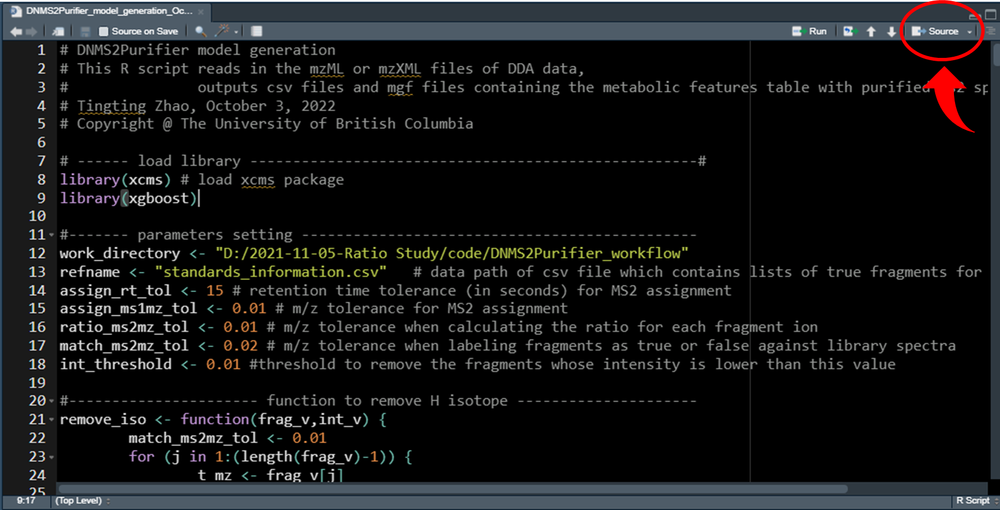 DNMS2Purifier_model_generation_Oc...
Source on Save
Run
Source
1 # DNMS2Purifier model generation
2 # This R script reads in the mzML or mzXML files of DDA data,
3 #               outputs csv files and mgf files containing the metabolic features table with purified
4 # Tingting Zhao, October 3, 2022
5 # Copyright @ The University of British Columbia
6
7 # ------ load library ----------------------------------------------------#
8 library(xcms) # load xcms package
9 library(xgboost)
10
11 #------- parameters setting ----------------------------------------------
12 work_directory <- "D:/2021-11-05-Ratio Study/code/DNMS2Purifier_workflow"
13 refname <- "standards_information.csv"   # data path of csv file which contains lists of true fragments for
14 assign_rt_tol <- 15 # retention time tolerance (in seconds) for MS2 assignment
15 assign_ms1mz_tol <- 0.01 # m/z tolerance for MS2 assignment
16 ratio_ms2mz_tol <- 0.01 # m/z tolerance when calculating the ratio for each fragment ion
17 match_ms2mz_tol <- 0.02 # m/z tolerance when labeling fragments as true or false against library spectra
18 int_threshold <- 0.01 #threshold to remove the fragments whose intensity is lower than this value
19
20 #---------------------- function to remove H isotope ---------------------
21 remove_iso <- function(frag_v,int_v) {
22         match_ms2mz_tol <- 0.01
23         for (j in 1:(length(frag_v)-1)) {
24                 t_mz <- frag_v[j]
25
9:17 (Top Level)
R Script